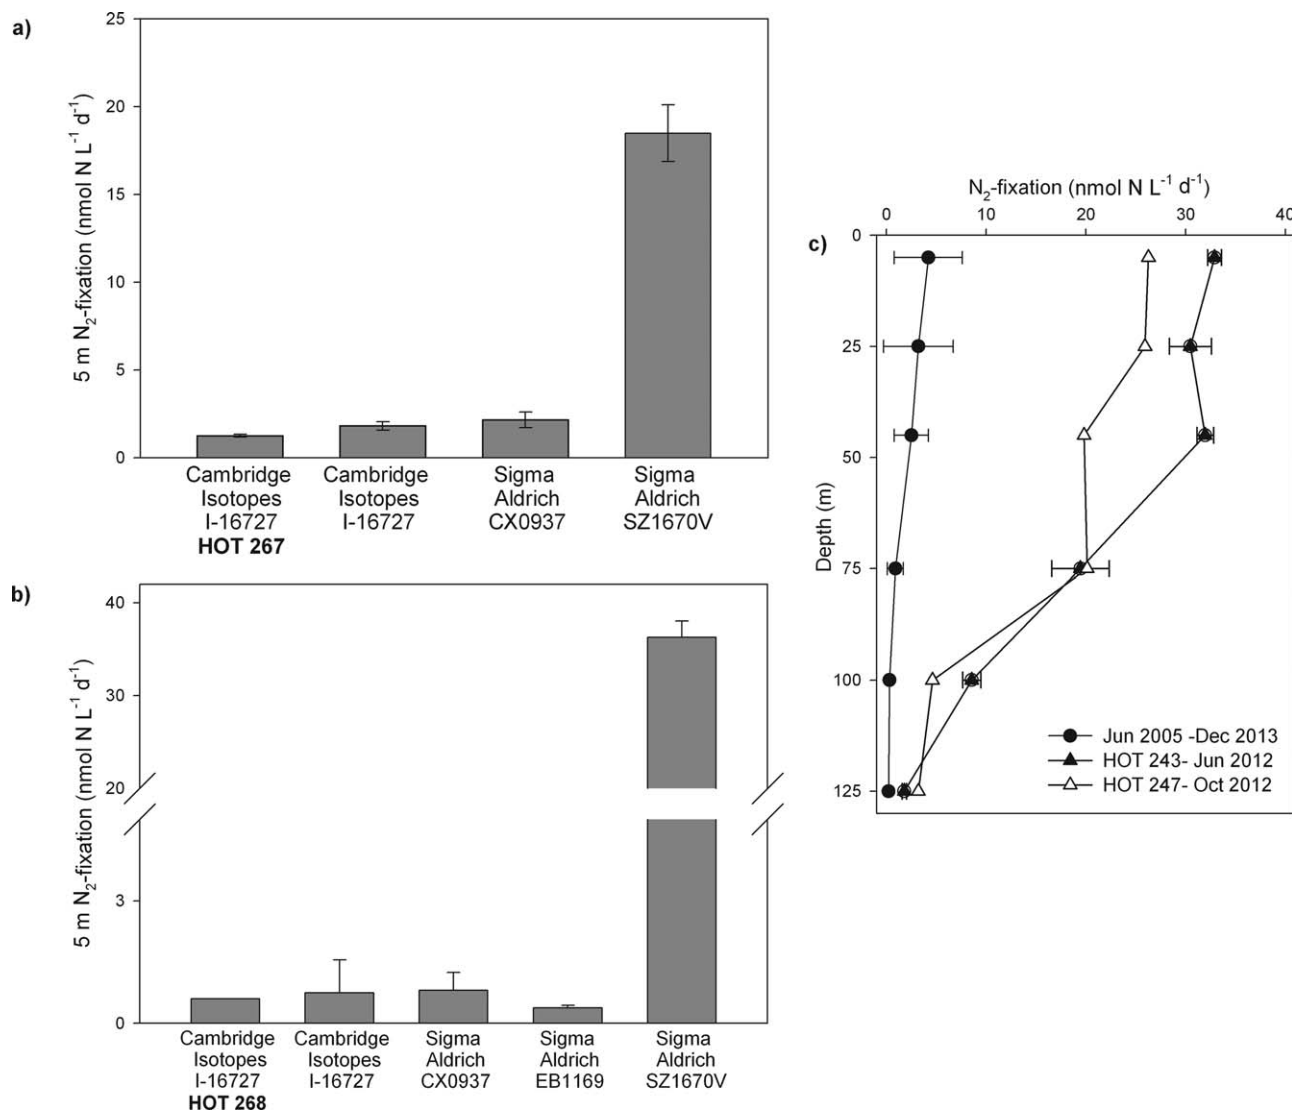 a)
5 m N₂-fixation (nmol N L⁻¹ d⁻¹)
25
20
15
10
5
0
Cambridge
Isotopes
I-16727
HOT 267
Cambridge
Isotopes
I-16727
Sigma
Aldrich
CX0937
Sigma
Aldrich
SZ1670V
b)
5 m N₂-fixation (nmol N L⁻¹ d⁻¹)
40
30
20
3
0
Cambridge
Isotopes
I-16727
HOT 268
Cambridge
Isotopes
I-16727
Sigma
Aldrich
CX0937
Sigma
Aldrich
EB1169
Sigma
Aldrich
SZ1670V
c)
N₂-fixation (nmol N L⁻¹ d⁻¹)
0 10 20 30 40
Depth (m)
0
25
50
75
100
125
Jun 2005 -Dec 2013
HOT 243- Jun 2012
HOT 247- Oct 2012